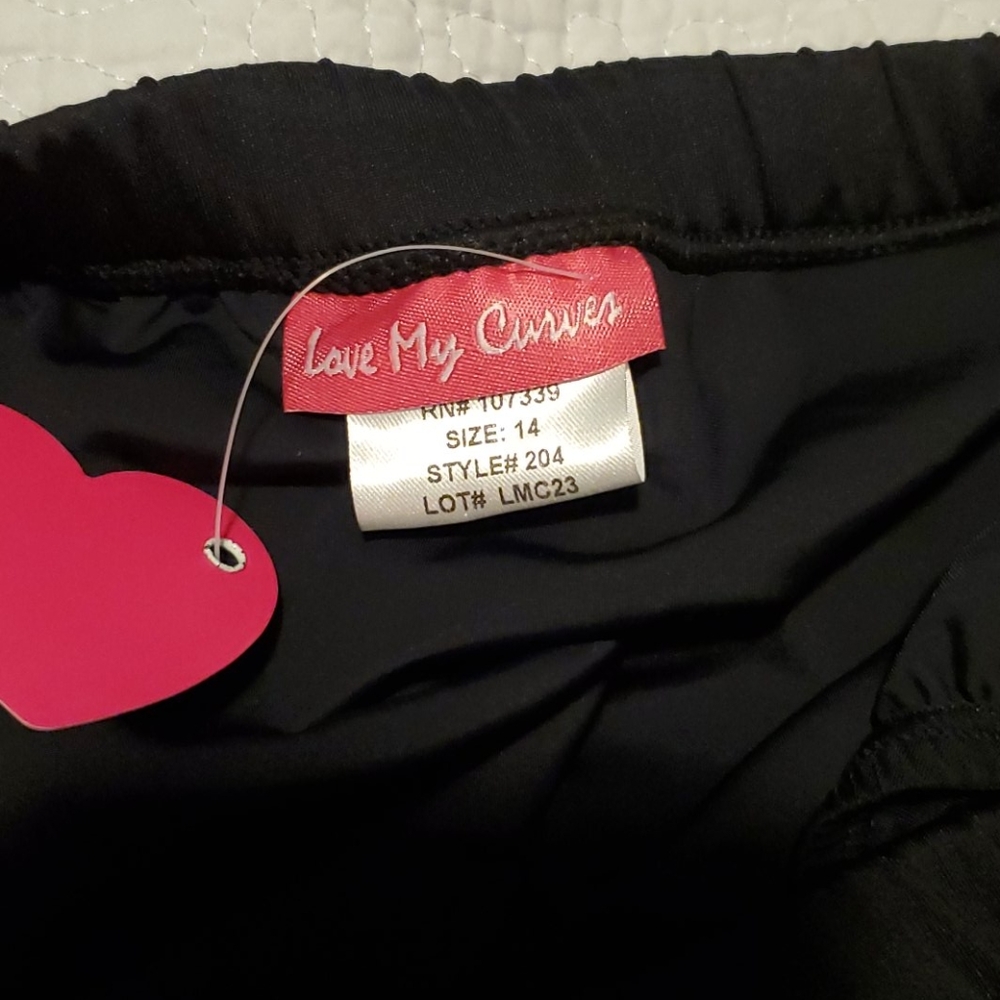 Love My Curves
RN# 107339
SIZE: 14
STYLE# 204
LOT# LMC23